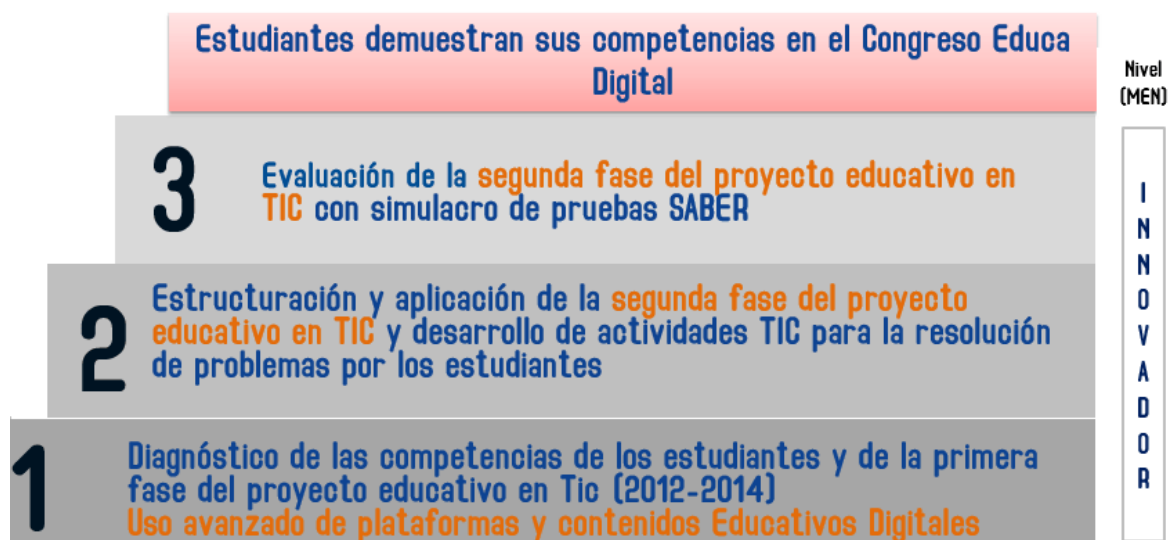 Estudiantes demuestran sus competencias en el Congreso Educa
Digital
Nivel
(MEN)
3
Evaluación de la segunda fase del proyecto educativo en
TIC con simulacro de pruebas SABER
2
Estructuración y aplicación de la segunda fase del proyecto
educativo en TIC y desarrollo de actividades TIC para la resolución
de problemas por los estudiantes
1
Diagnóstico de las competencias de los estudiantes y de la primera
fase del proyecto educativo en Tic (2012-2014)
Uso avanzado de plataformas y contenidos Educativos Digitales
I
N
N
O
V
A
D
O
R